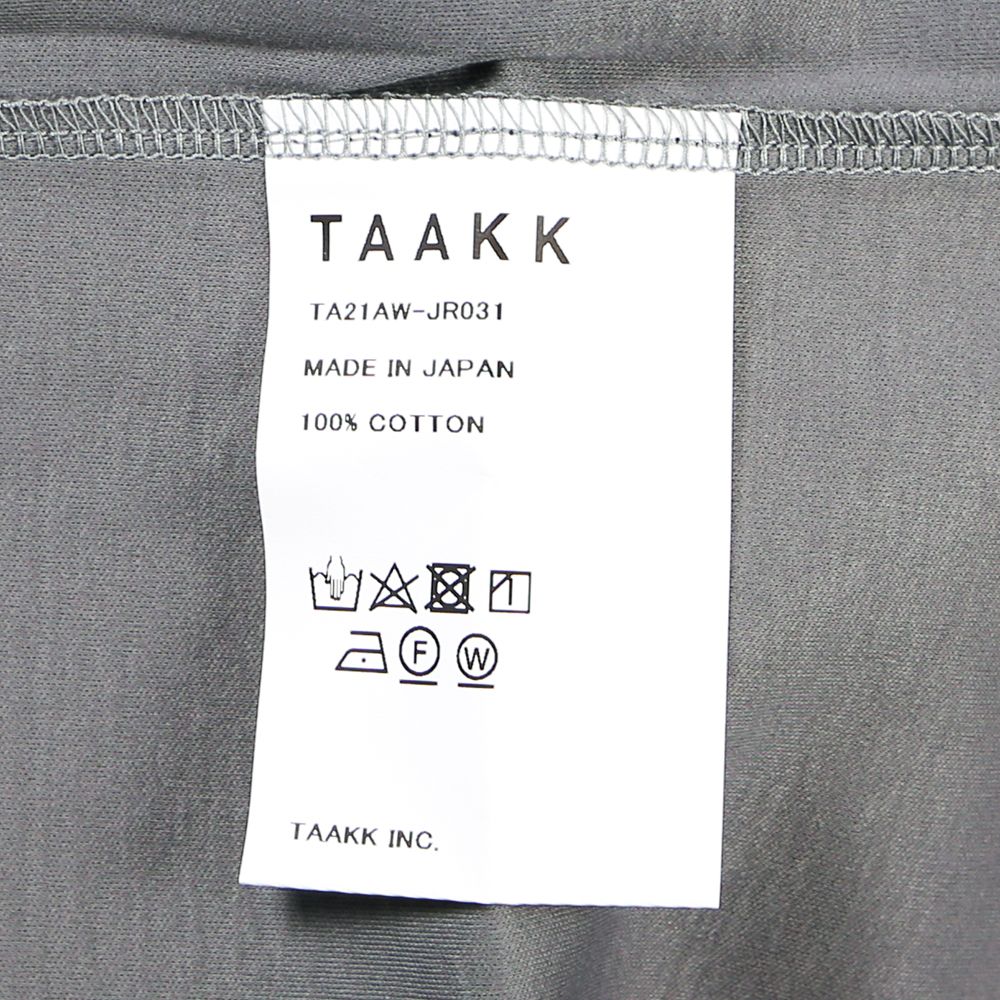 TAAKK
TA21AW-JR031
MADE IN JAPAN
100% COTTON
F W
TAAKK INC.